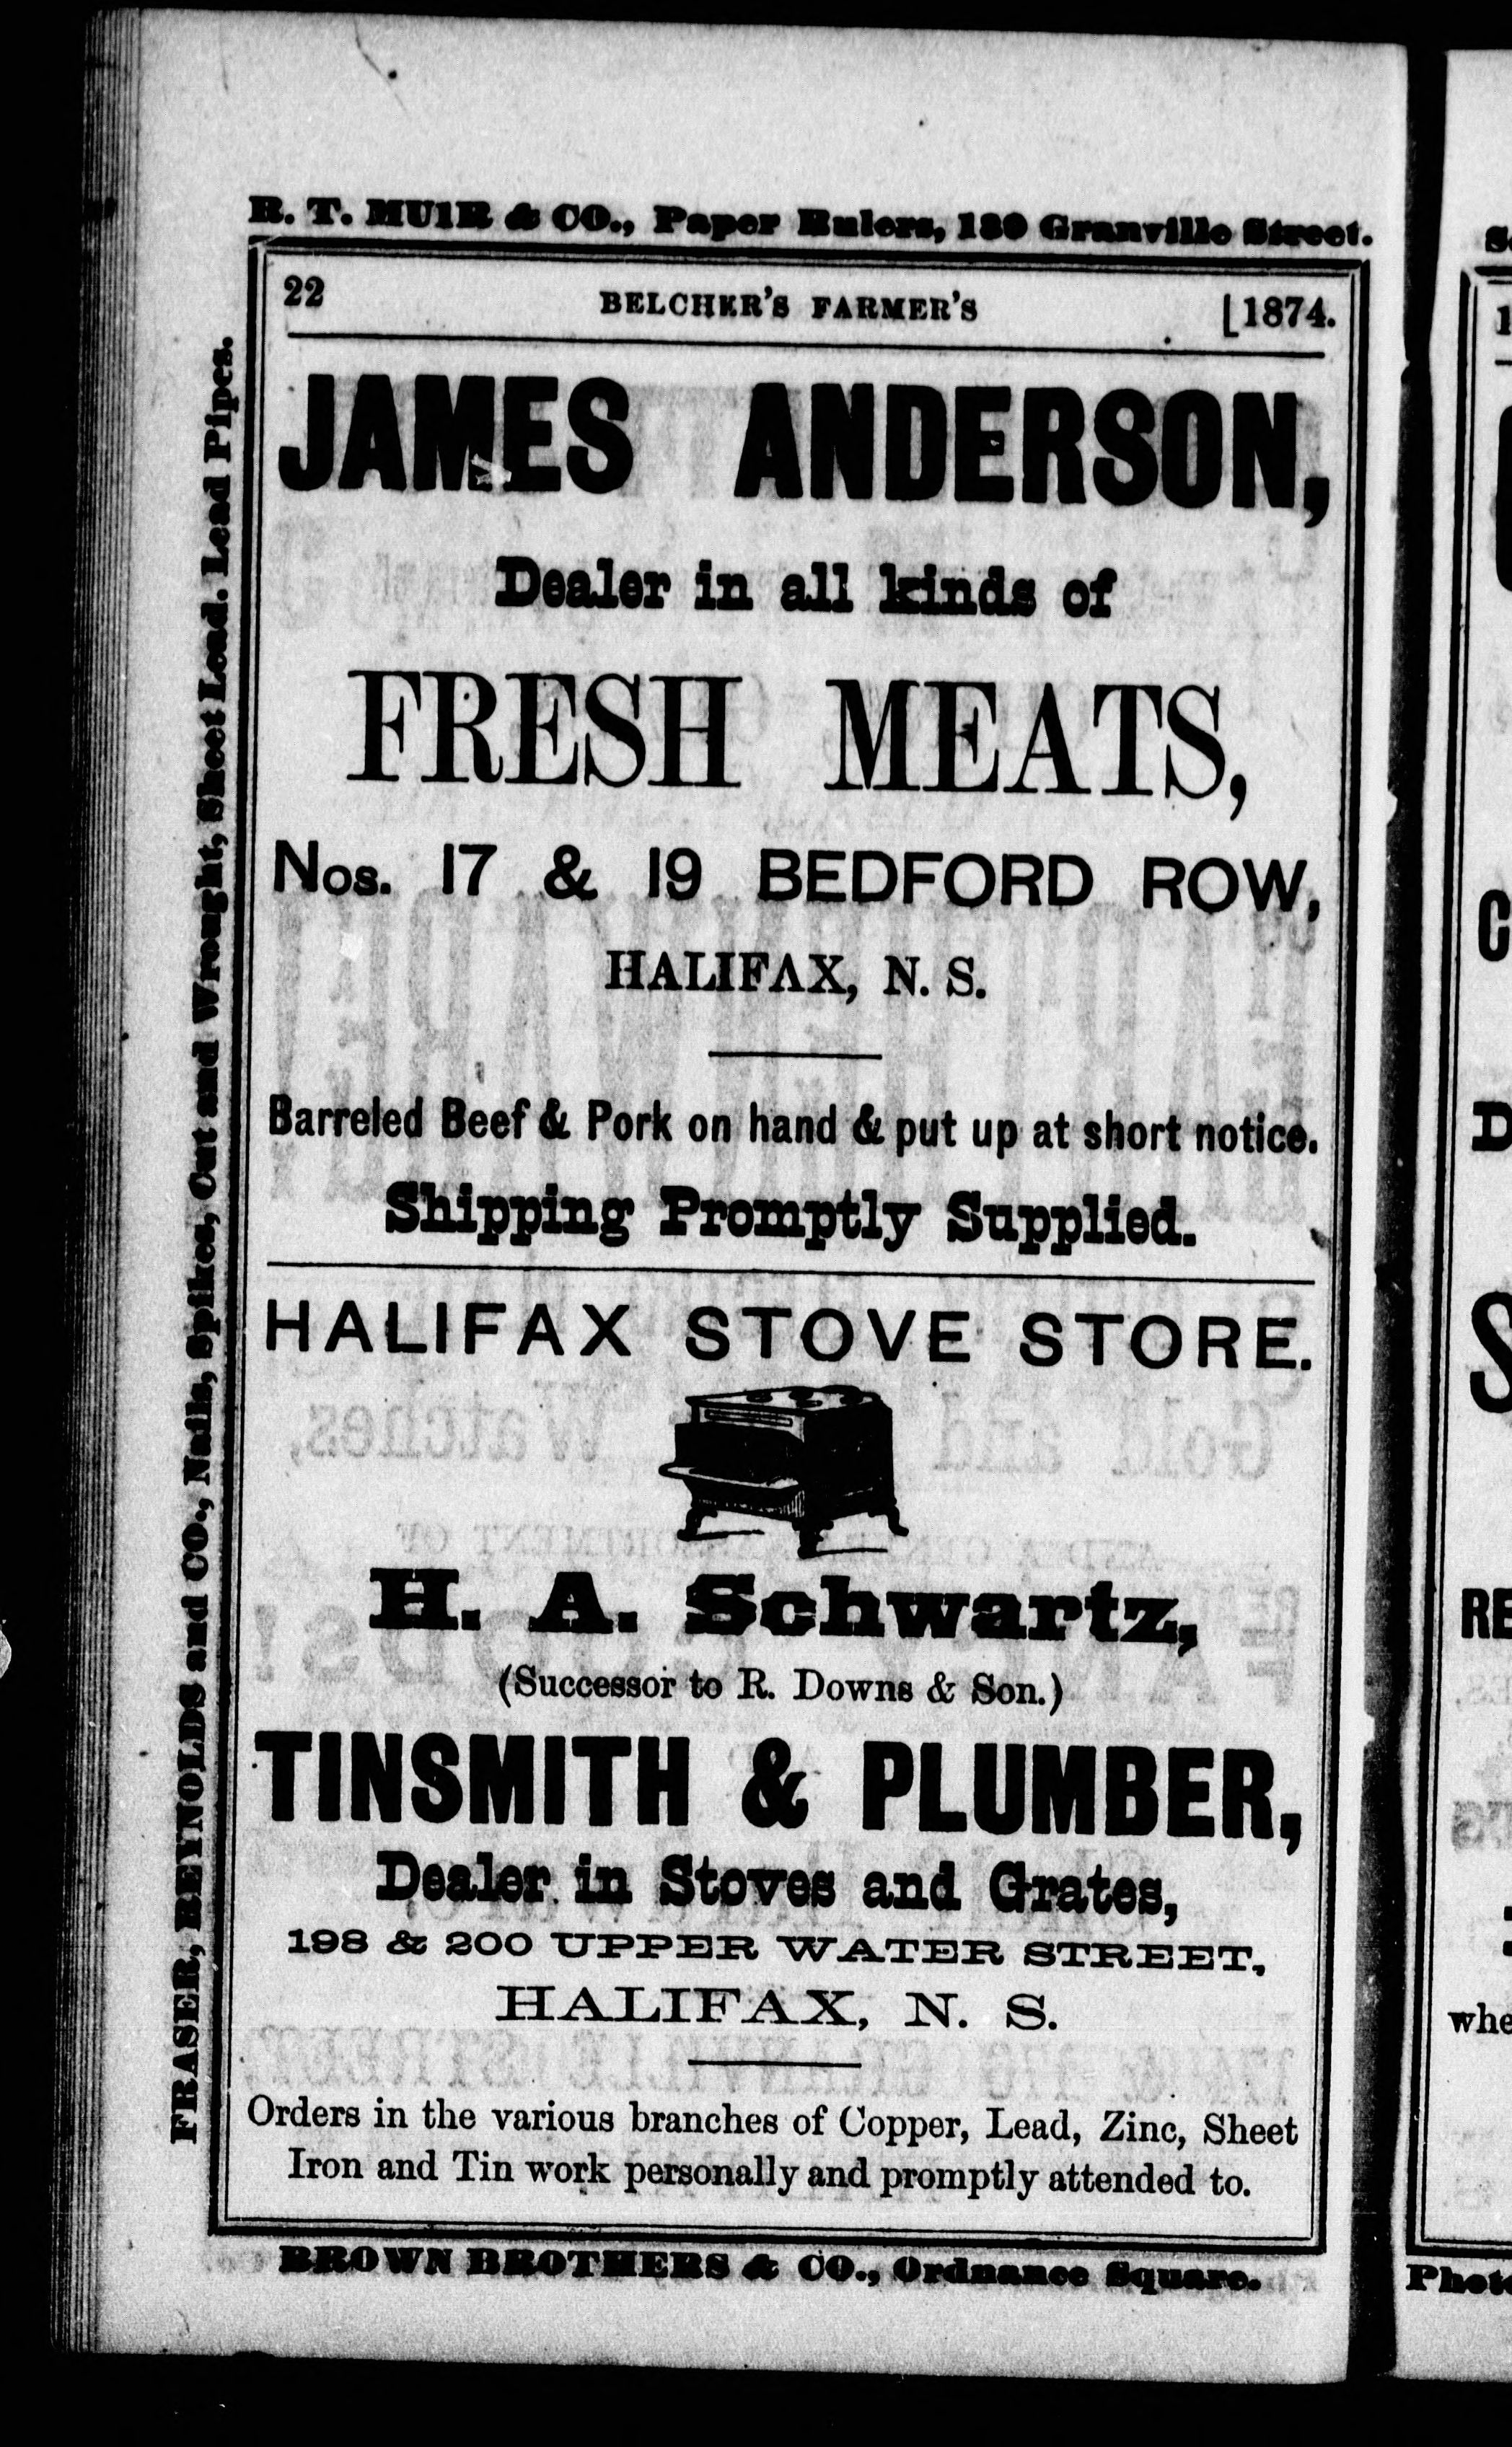 R. T. MUIR & CO., Paper Rulers, 139 Granville Street.
22 BELCHER'S FARMER'S [1874.
JAMES ANDERSON,
Dealer in all kinds of
FRESH MEATS,
Nos. 17 & 19 BEDFORD ROW,
HALIFAX, N. S.
Barreled Beef & Pork on hand & put up at short notice.
Shipping Promptly Supplied.
HALIFAX STOVE STORE.
H. A. Schwartz,
(Successor to R. Downs & Son.)
TINSMITH & PLUMBER,
Dealer in Stoves and Grates,
198 & 200 UPPER WATER STREET,
HALIFAX, N. S.
Orders in the various branches of Copper, Lead, Zinc, Sheet
Iron and Tin work personally and promptly attended to.
BROWN BROTHERS & CO., Ordnance Square.
FRASER, REYNOLDS and CO., Nails, Spikes, Cut and Wrought, Sheet Lead. Lead Pipes.